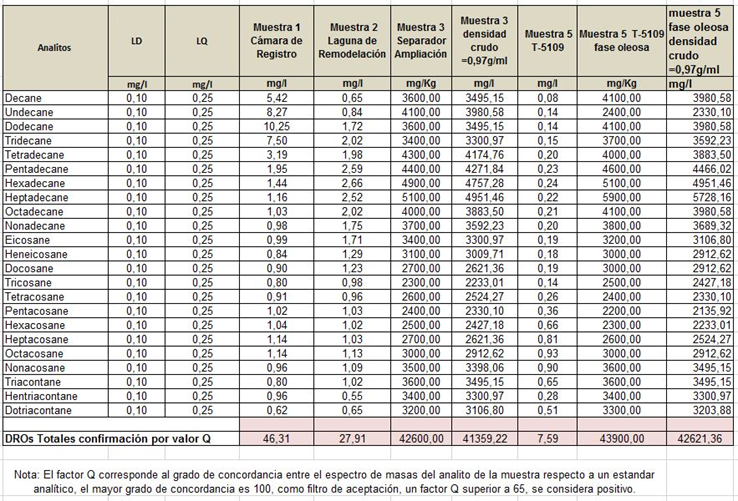 Analitos LD LQ Muestra 1 Cámara de Registro Muestra 2 Laguna de Remodelación Muestra 3 Separador Ampliación Muestra 3 densidad crudo =0,97g/ml Muestra 5 T-5109 Muestra 5 T-5109 fase oleosa muestra 5 fase oleosa densidad crudo =0,97g/ml
mg/l mg/l mg/l mg/l mg/Kg mg/l mg/l mg/Kg mg/l
Decane 0,10 0,25 5,42 0,65 3600,00 3495,15 0,08 4100,00 3980,58
Undecane 0,10 0,25 8,27 0,84 4100,00 3980,58 0,14 2400,00 2330,10
Dodecane 0,10 0,25 10,25 1,72 3600,00 3495,15 0,14 4100,00 3980,58
Tridecane 0,10 0,25 7,50 2,02 3400,00 3300,97 0,15 3700,00 3592,23
Tetradecane 0,10 0,25 3,19 1,98 4300,00 4174,76 0,20 4000,00 3883,50
Pentadecane 0,10 0,25 1,95 2,59 4400,00 4271,84 0,23 4600,00 4466,02
Hexadecane 0,10 0,25 1,44 2,66 4900,00 4757,28 0,24 5100,00 4951,46
Heptadecane 0,10 0,25 1,16 2,52 5100,00 4951,46 0,22 5900,00 5728,16
Octadecane 0,10 0,25 1,03 2,02 4000,00 3883,50 0,21 4100,00 3980,58
Nonadecane 0,10 0,25 0,98 1,75 3700,00 3592,23 0,20 3800,00 3689,32
Eicosane 0,10 0,25 0,99 1,71 3400,00 3300,97 0,19 3200,00 3106,80
Heneicosane 0,10 0,25 0,84 1,29 3100,00 3009,71 0,18 3000,00 2912,62
Docosane 0,10 0,25 0,90 1,23 2700,00 2621,36 0,19 3000,00 2912,62
Tricosane 0,10 0,25 0,80 0,98 2300,00 2233,01 0,14 2500,00 2427,18
Tetracosane 0,10 0,25 0,91 0,96 2600,00 2524,27 0,26 2400,00 2330,10
Pentacosane 0,10 0,25 1,02 1,03 2400,00 2330,10 0,36 2200,00 2135,92
Hexacosane 0,10 0,25 1,04 1,02 2500,00 2427,18 0,66 2300,00 2233,01
Heptacosane 0,10 0,25 1,14 1,03 2700,00 2621,36 0,81 2600,00 2524,27
Octacosane 0,10 0,25 1,14 1,13 3000,00 2912,62 0,93 3000,00 2912,62
Nonacosane 0,10 0,25 0,96 1,09 3500,00 3398,06 0,90 3600,00 3495,15
Triacontane 0,10 0,25 0,80 1,02 3600,00 3495,15 0,65 3600,00 3495,15
Hentriacontane 0,10 0,25 0,96 0,55 3400,00 3300,97 0,28 3400,00 3300,97
Dotriacontane 0,10 0,25 0,62 0,65 3200,00 3106,80 0,51 3300,00 3203,88
DROs Totales confirmación por valor Q 46,31 27,91 42600,00 41359,22 7,59 43900,00 42621,36
Nota: El factor Q corresponde al grado de concordancia entre el espectro de masas del analito de la muestra respecto a un estandar
analítico, el mayor grado de concordancia es 100, como filtro de aceptación, un factor Q superior a 65, se considera positivo.